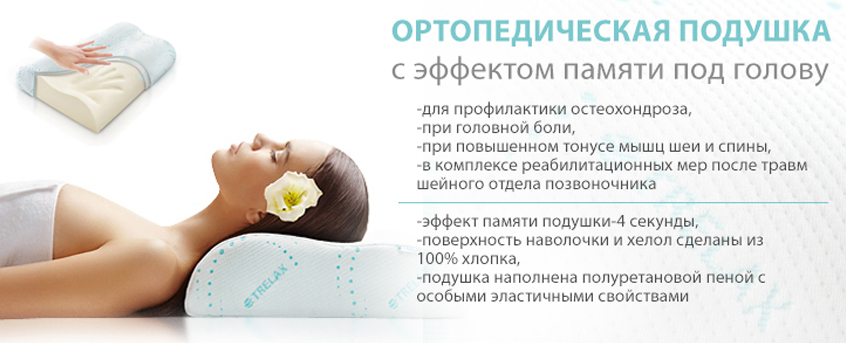 ОРТОПЕДИЧЕСКАЯ ПОДУШКА
с эффектом памяти под голову
-для профилактики остеохондроза,
-при головной боли,
-при повышенном тонусе мышц шеи и спины,
-в комплексе реабилитационных мер после травм
шейного отдела позвоночника
-эффект памяти подушки-4 секунды,
-поверхность наволочки и хелол сделаны из
100% хлопка,
-подушка наполнена полуретановой пеной с
особыми эластичными свойствами
TRELAX
TRELAX